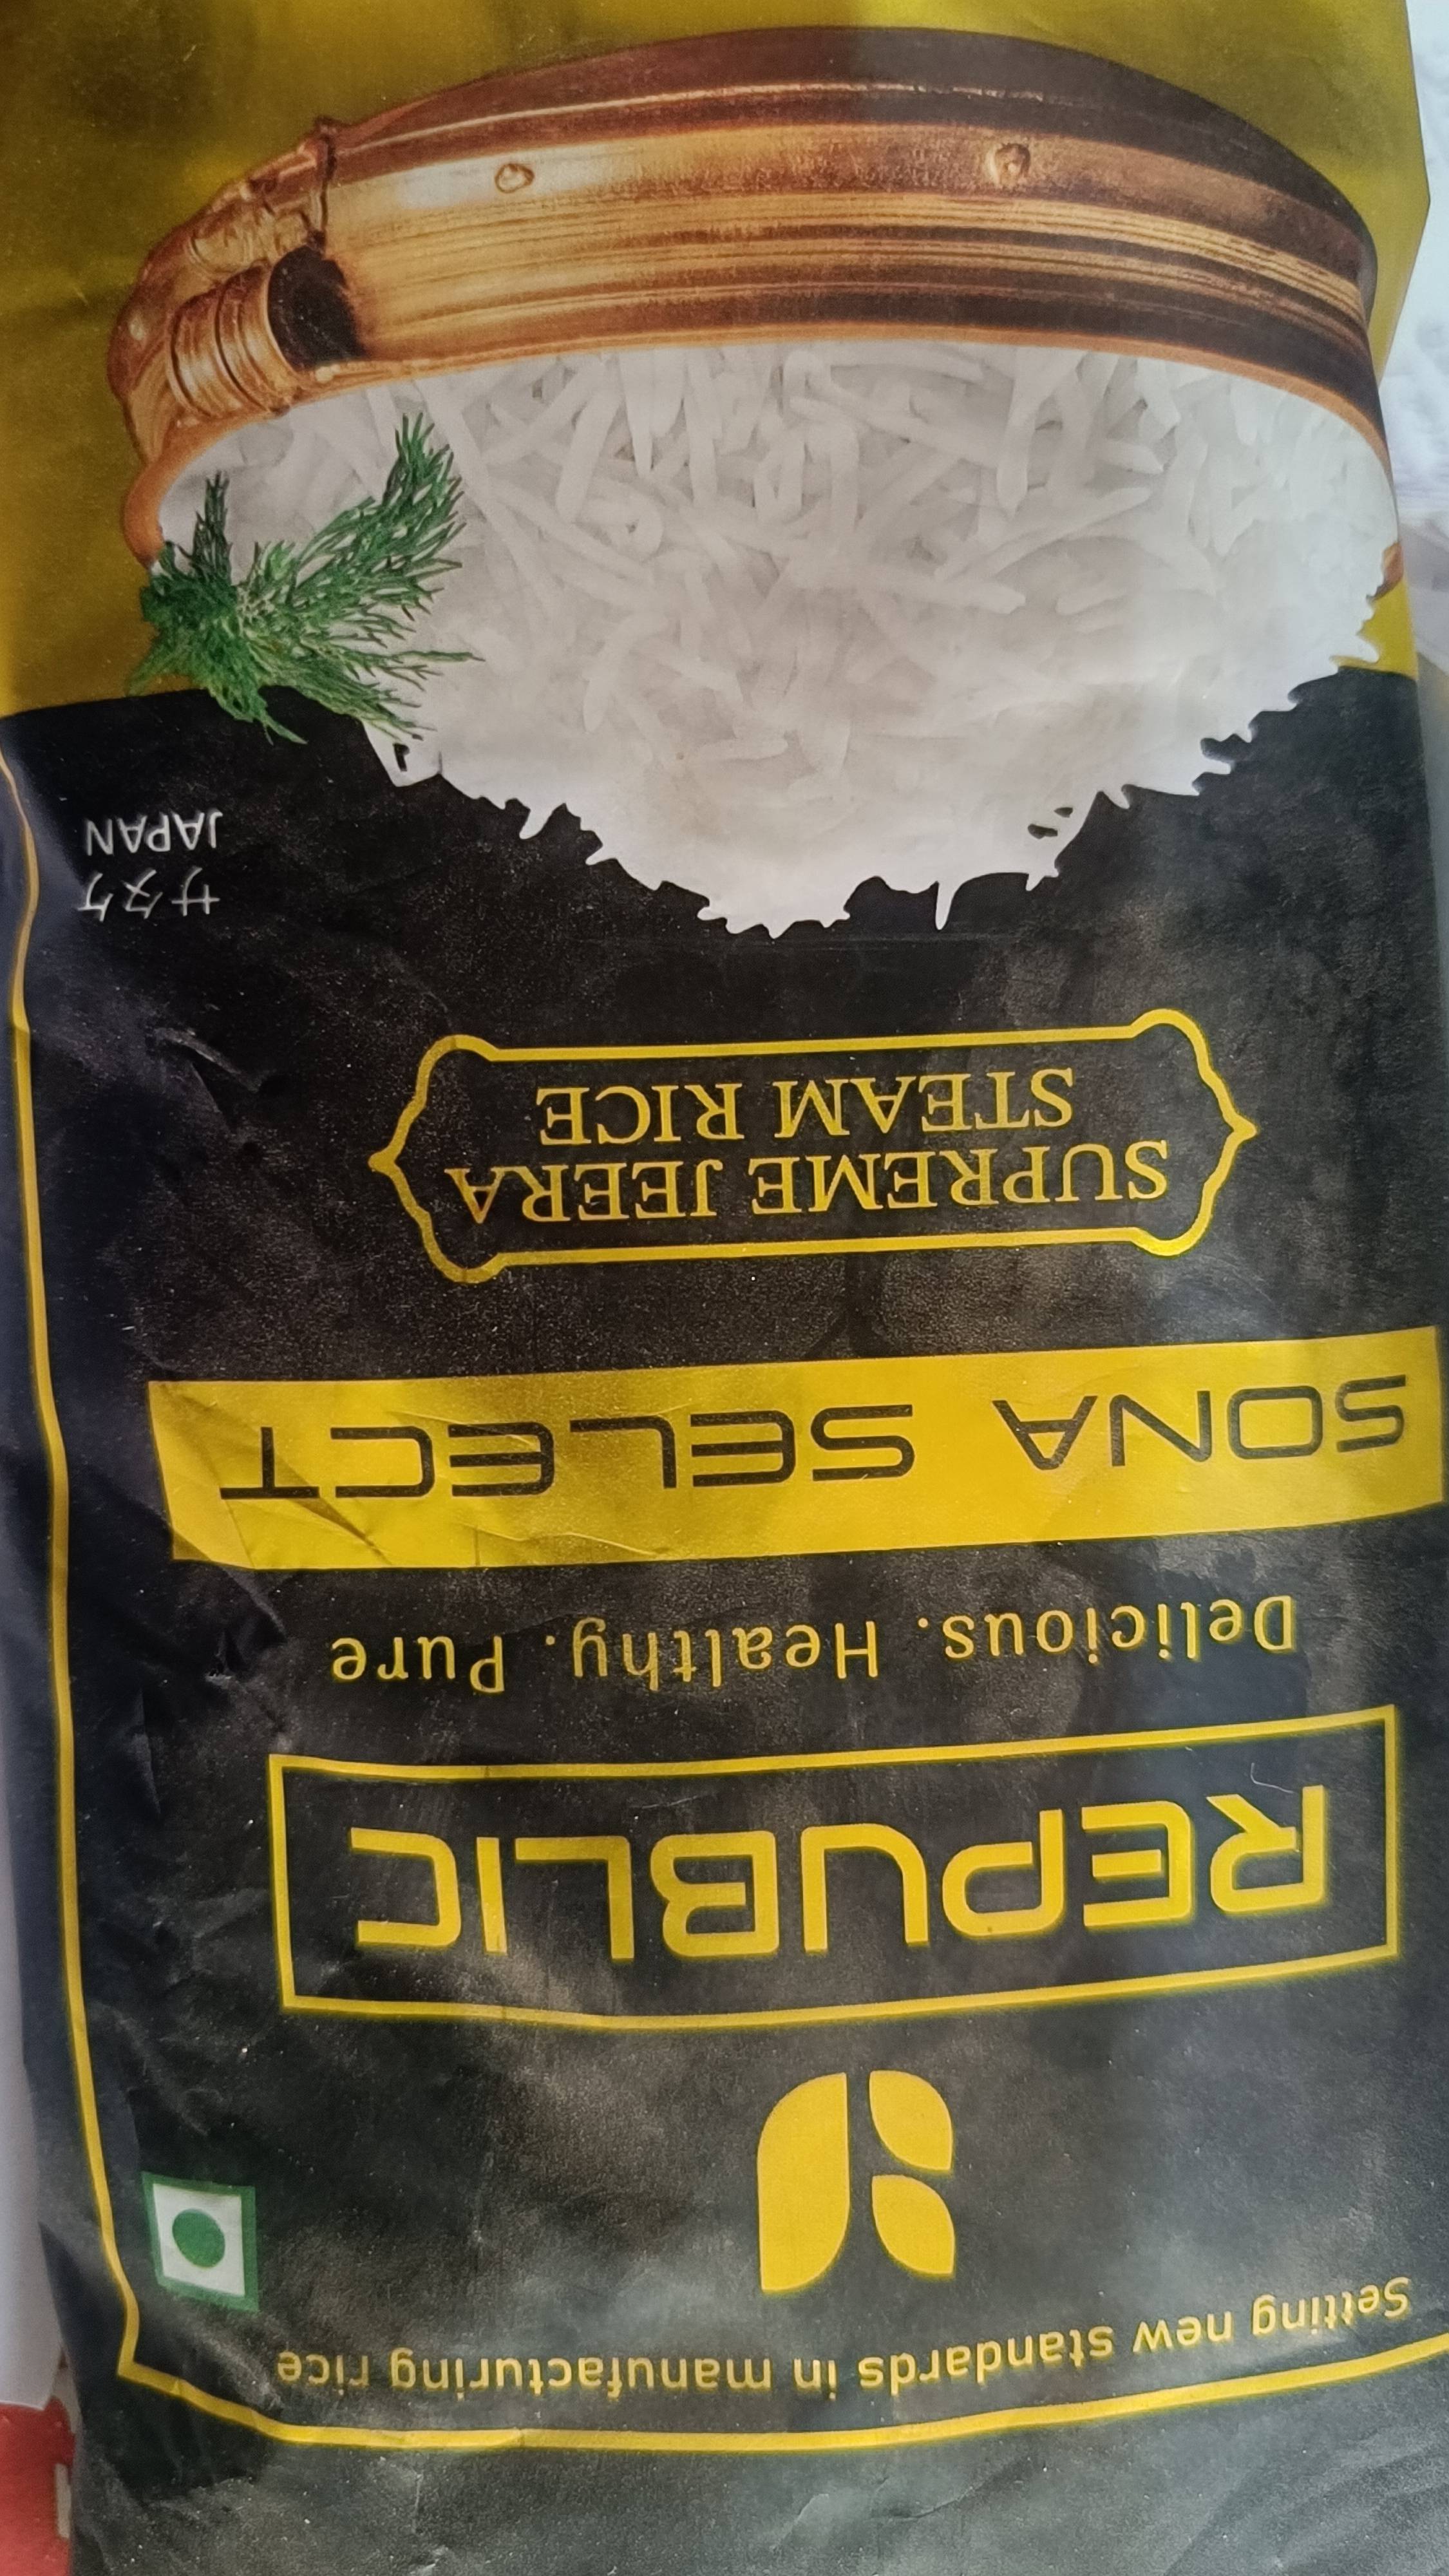 Setting new standards in manufacturing rice
REPUBLIC
Delicious. Healthy. Pure
SONA SELECT
SUPREME JEERA
STEAM RICE
サタケ
JAPAN